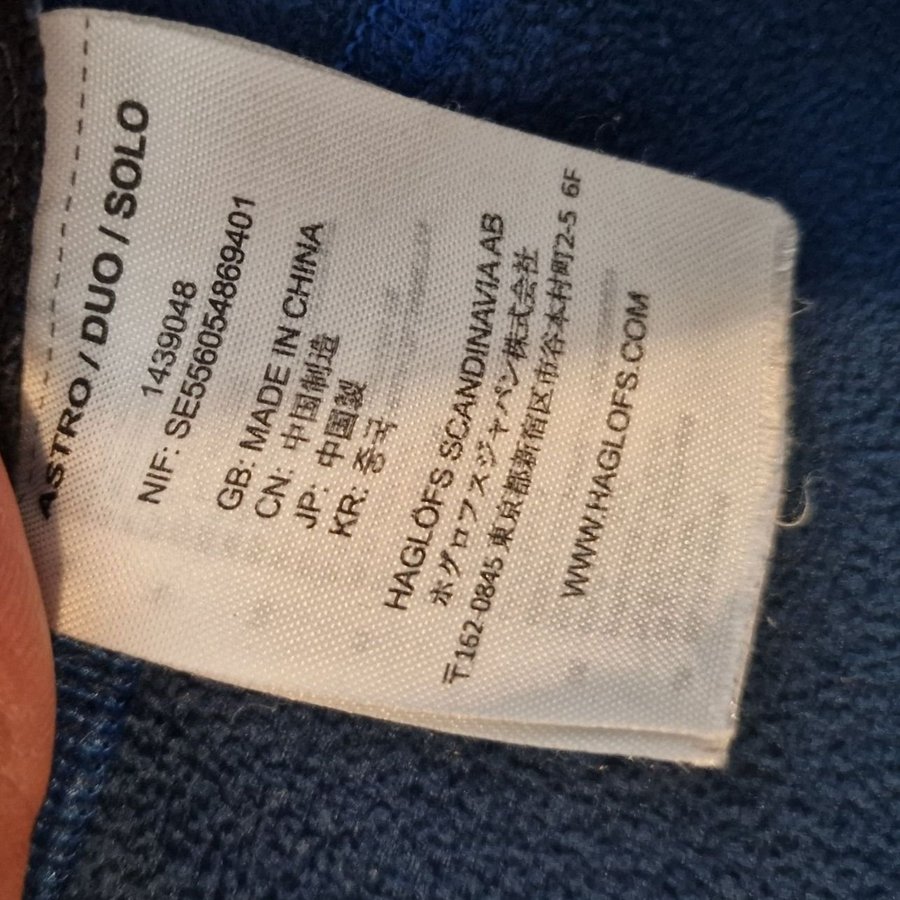 ASTRO / DUO / SOLO
1439048
NIF: SE556054869401
GB: MADE IN CHINA
CN: 中国制造
JP: 中国製
KR: 중국
HAGLÖFS SCANDINAVIA AB
ホグロフスジャパン株式会社
〒162-0845 東京都新宿区市谷本村町2-5 6F
WWW.HAGLOFS.COM